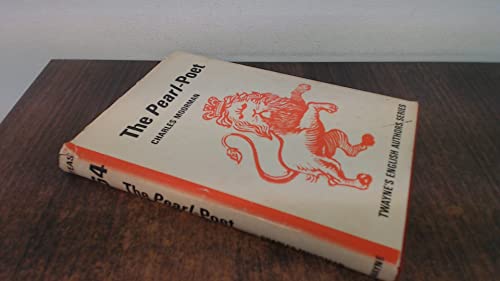 The Pearl-Poet
CHARLES MOORMAN
TWAYNE'S ENGLISH AUTHORS SERIES
The Pearl-Poet